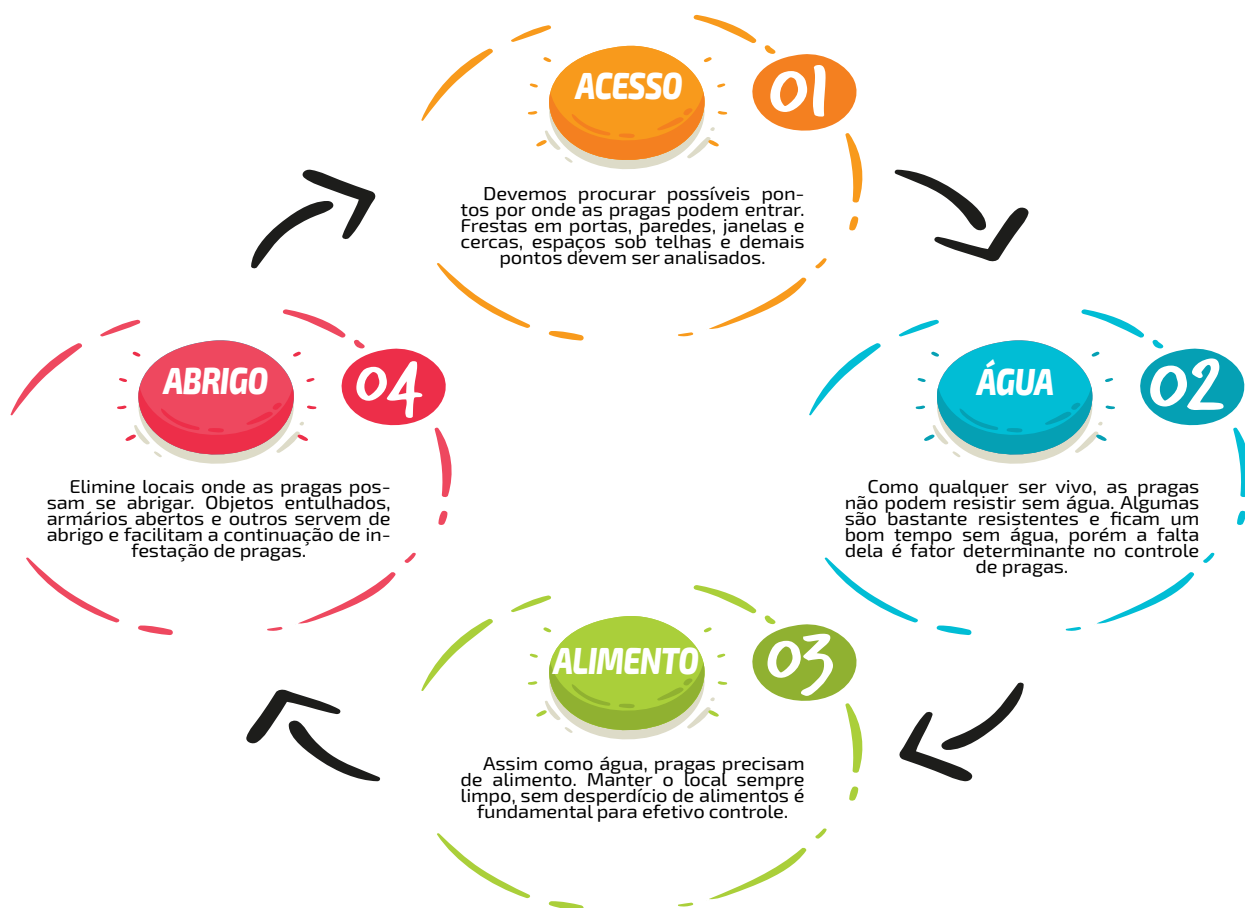 ACESSO
01
Devemos procurar possíveis pon-
tos por onde as pragas podem entrar.
Frestas em portas, paredes, janelas e
cercas, espaços sob telhas e demais
pontos devem ser analisados.
ÁGUA
02
Como qualquer ser vivo, as pragas
não podem resistir sem água. Algumas
são bastante resistentes e ficam um
bom tempo sem água, porém a falta
dela é fator determinante no controle
de pragas.
ALIMENTO
03
Assim como água, pragas precisam
de alimento. Manter o local sempre
limpo, sem desperdício de alimentos é
fundamental para efetivo controle.
ABRIGO
04
Elimine locais onde as pragas pos-
sam se abrigar. Objetos entulhados,
armários abertos e outros servem de
abrigo e facilitam a continuação de in-
festação de pragas.